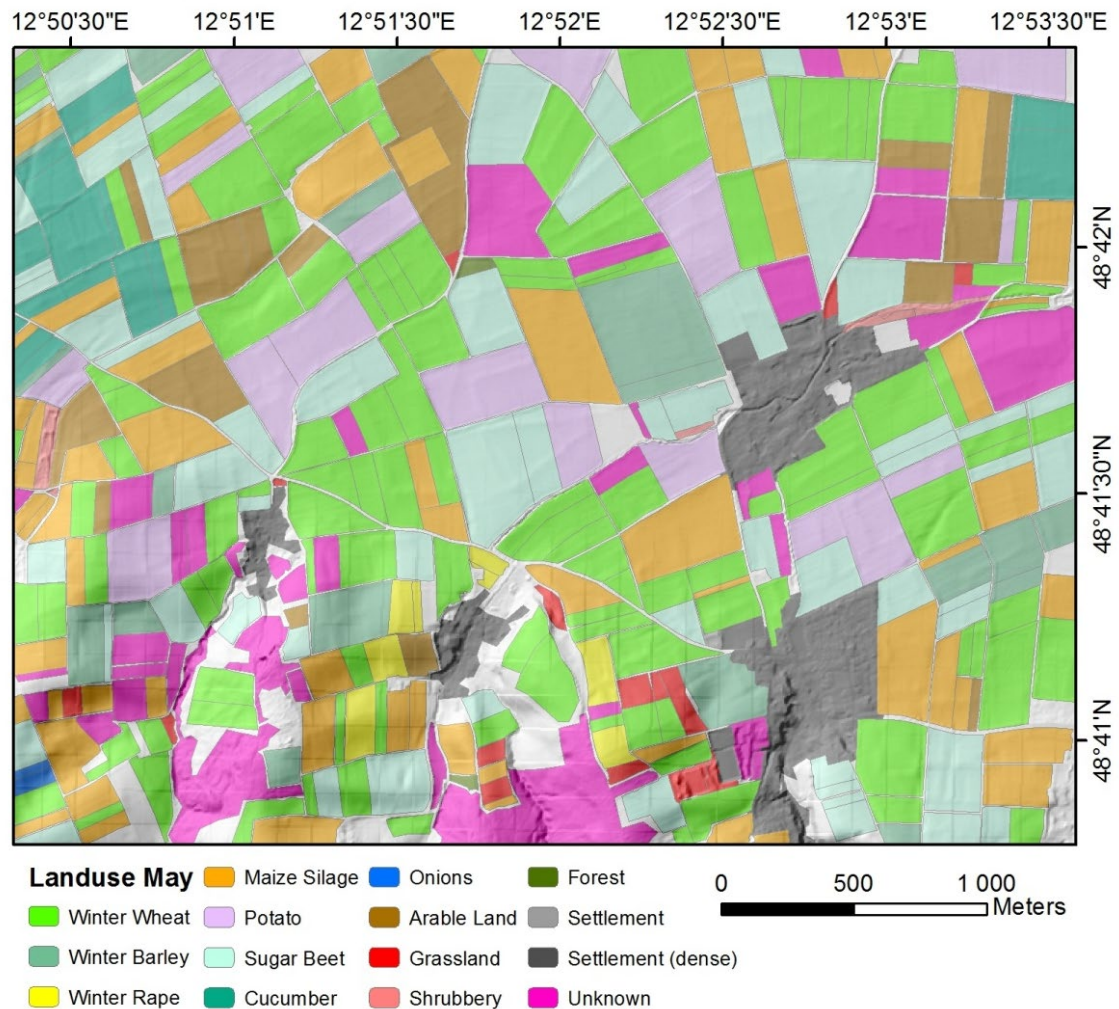 12°50'30"E 12°51'E 12°51'30"E 12°52'E 12°52'30"E 12°53'E 12°53'30"E
48°42'N
48°41'30"N
48°41'N
Landuse May
Winter Wheat
Winter Barley
Winter Rape
Maize Silage
Potato
Sugar Beet
Cucumber
Onions
Arable Land
Grassland
Shrubbery
Forest
Settlement
Settlement (dense)
Unknown
0 500 1 000
Meters